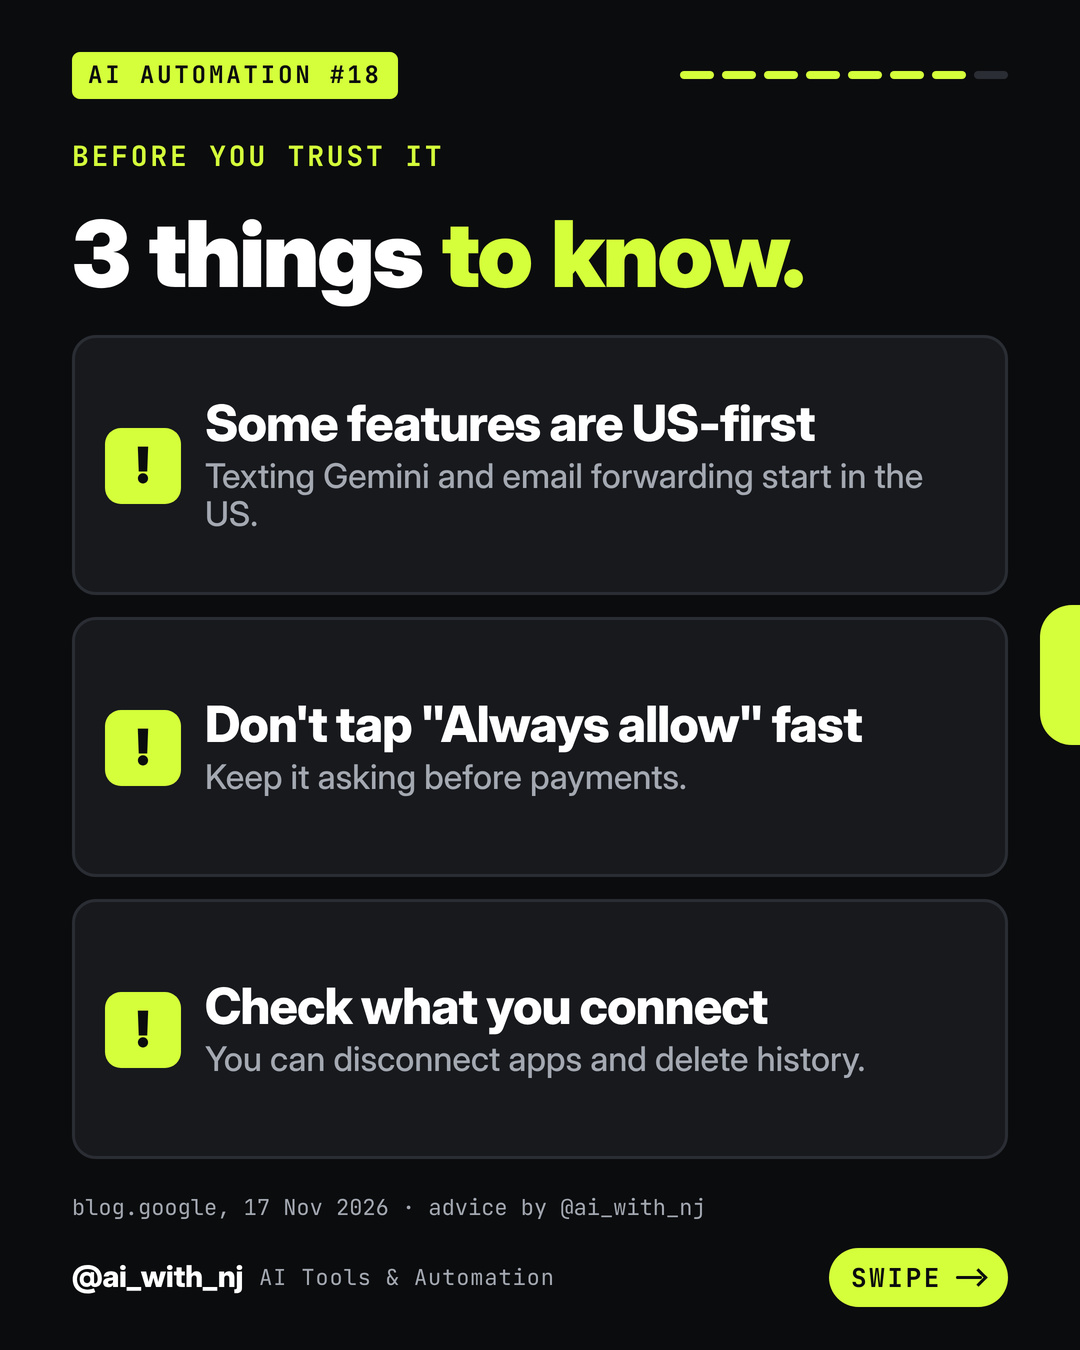 AI AUTOMATION #18
BEFORE YOU TRUST IT
3 things to know.
!
Some features are US-first
Texting Gemini and email forwarding start in the
US.
!
Don't tap "Always allow" fast
Keep it asking before payments.
!
Check what you connect
You can disconnect apps and delete history.
blog.google, 17 Nov 2026 · advice by @ai_with_nj
@ai_with_nj AI Tools & Automation
SWIPE →